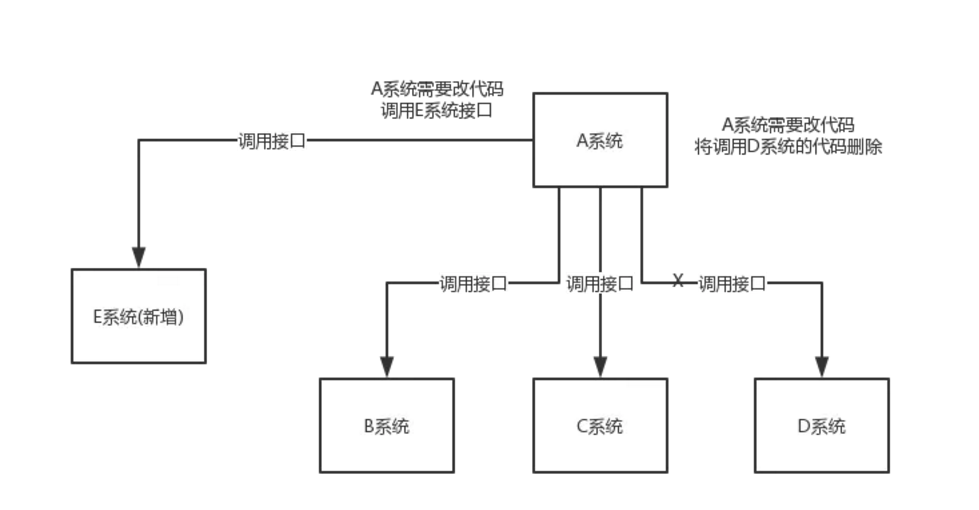 A系统需要改代码
调用E系统接口
A系统
A系统需要改代码
将调用D系统的代码删除
调用接口
调用接口
调用接口
X
调用接口
E系统(新增)
B系统
C系统
D系统